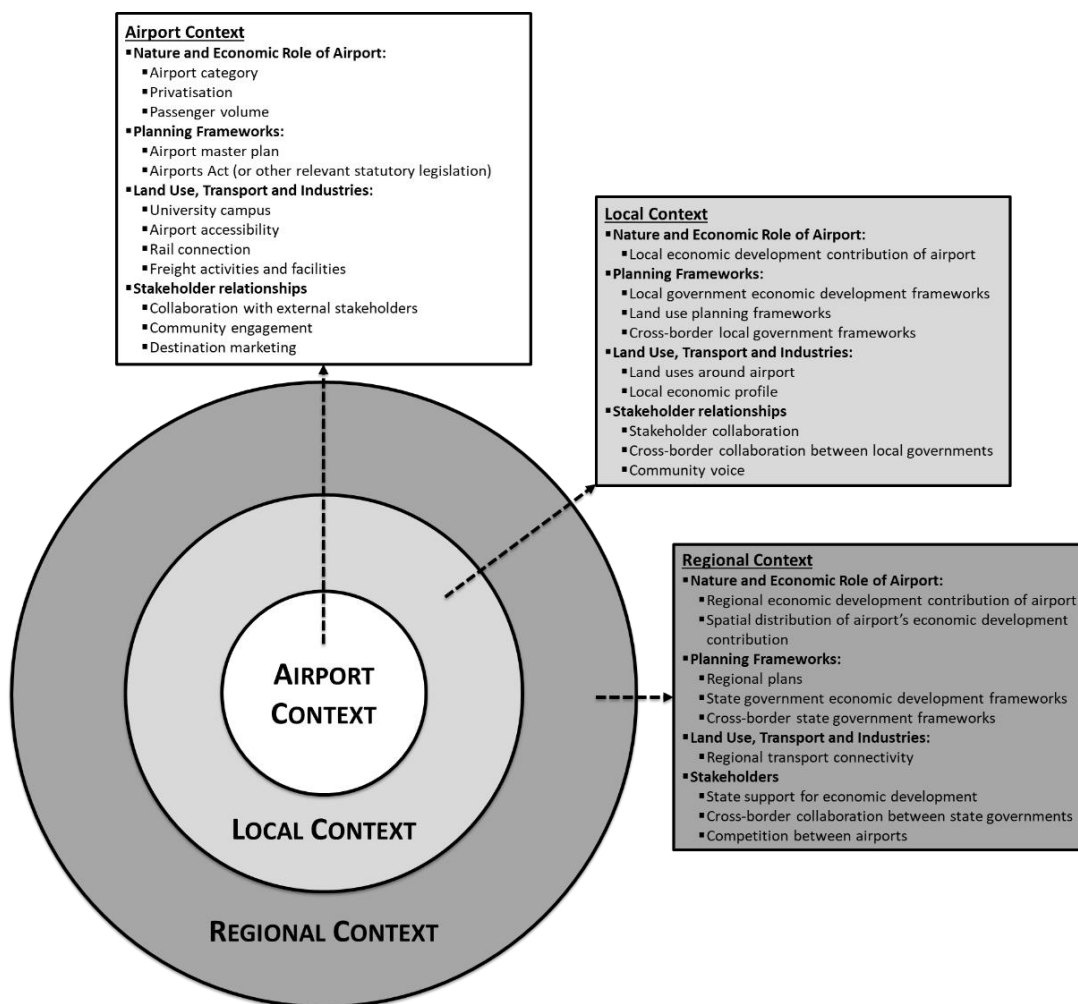 Airport Context
▪Nature and Economic Role of Airport:
▪Airport category
▪Privatisation
▪Passenger volume
▪Planning Frameworks:
▪Airport master plan
▪Airports Act (or other relevant statutory legislation)
▪Land Use, Transport and Industries:
▪University campus
▪Airport accessibility
▪Rail connection
▪Freight activities and facilities
▪Stakeholder relationships
▪Collaboration with external stakeholders
▪Community engagement
▪Destination marketing
Local Context
▪Nature and Economic Role of Airport:
▪Local economic development contribution of airport
▪Planning Frameworks:
▪Local government economic development frameworks
▪Land use planning frameworks
▪Cross-border local government frameworks
▪Land Use, Transport and Industries:
▪Land uses around airport
▪Local economic profile
▪Stakeholder relationships
▪Stakeholder collaboration
▪Cross-border collaboration between local governments
▪Community voice
Regional Context
▪Nature and Economic Role of Airport:
▪Regional economic development contribution of airport
▪Spatial distribution of airport's economic development
contribution
▪Planning Frameworks:
▪Regional plans
▪State government economic development frameworks
▪Cross-border state government frameworks
▪Land Use, Transport and Industries:
▪Regional transport connectivity
▪Stakeholders
▪State support for economic development
▪Cross-border collaboration between state governments
▪Competition between airports
AIRPORT
CONTEXT
LOCAL CONTEXT
REGIONAL CONTEXT